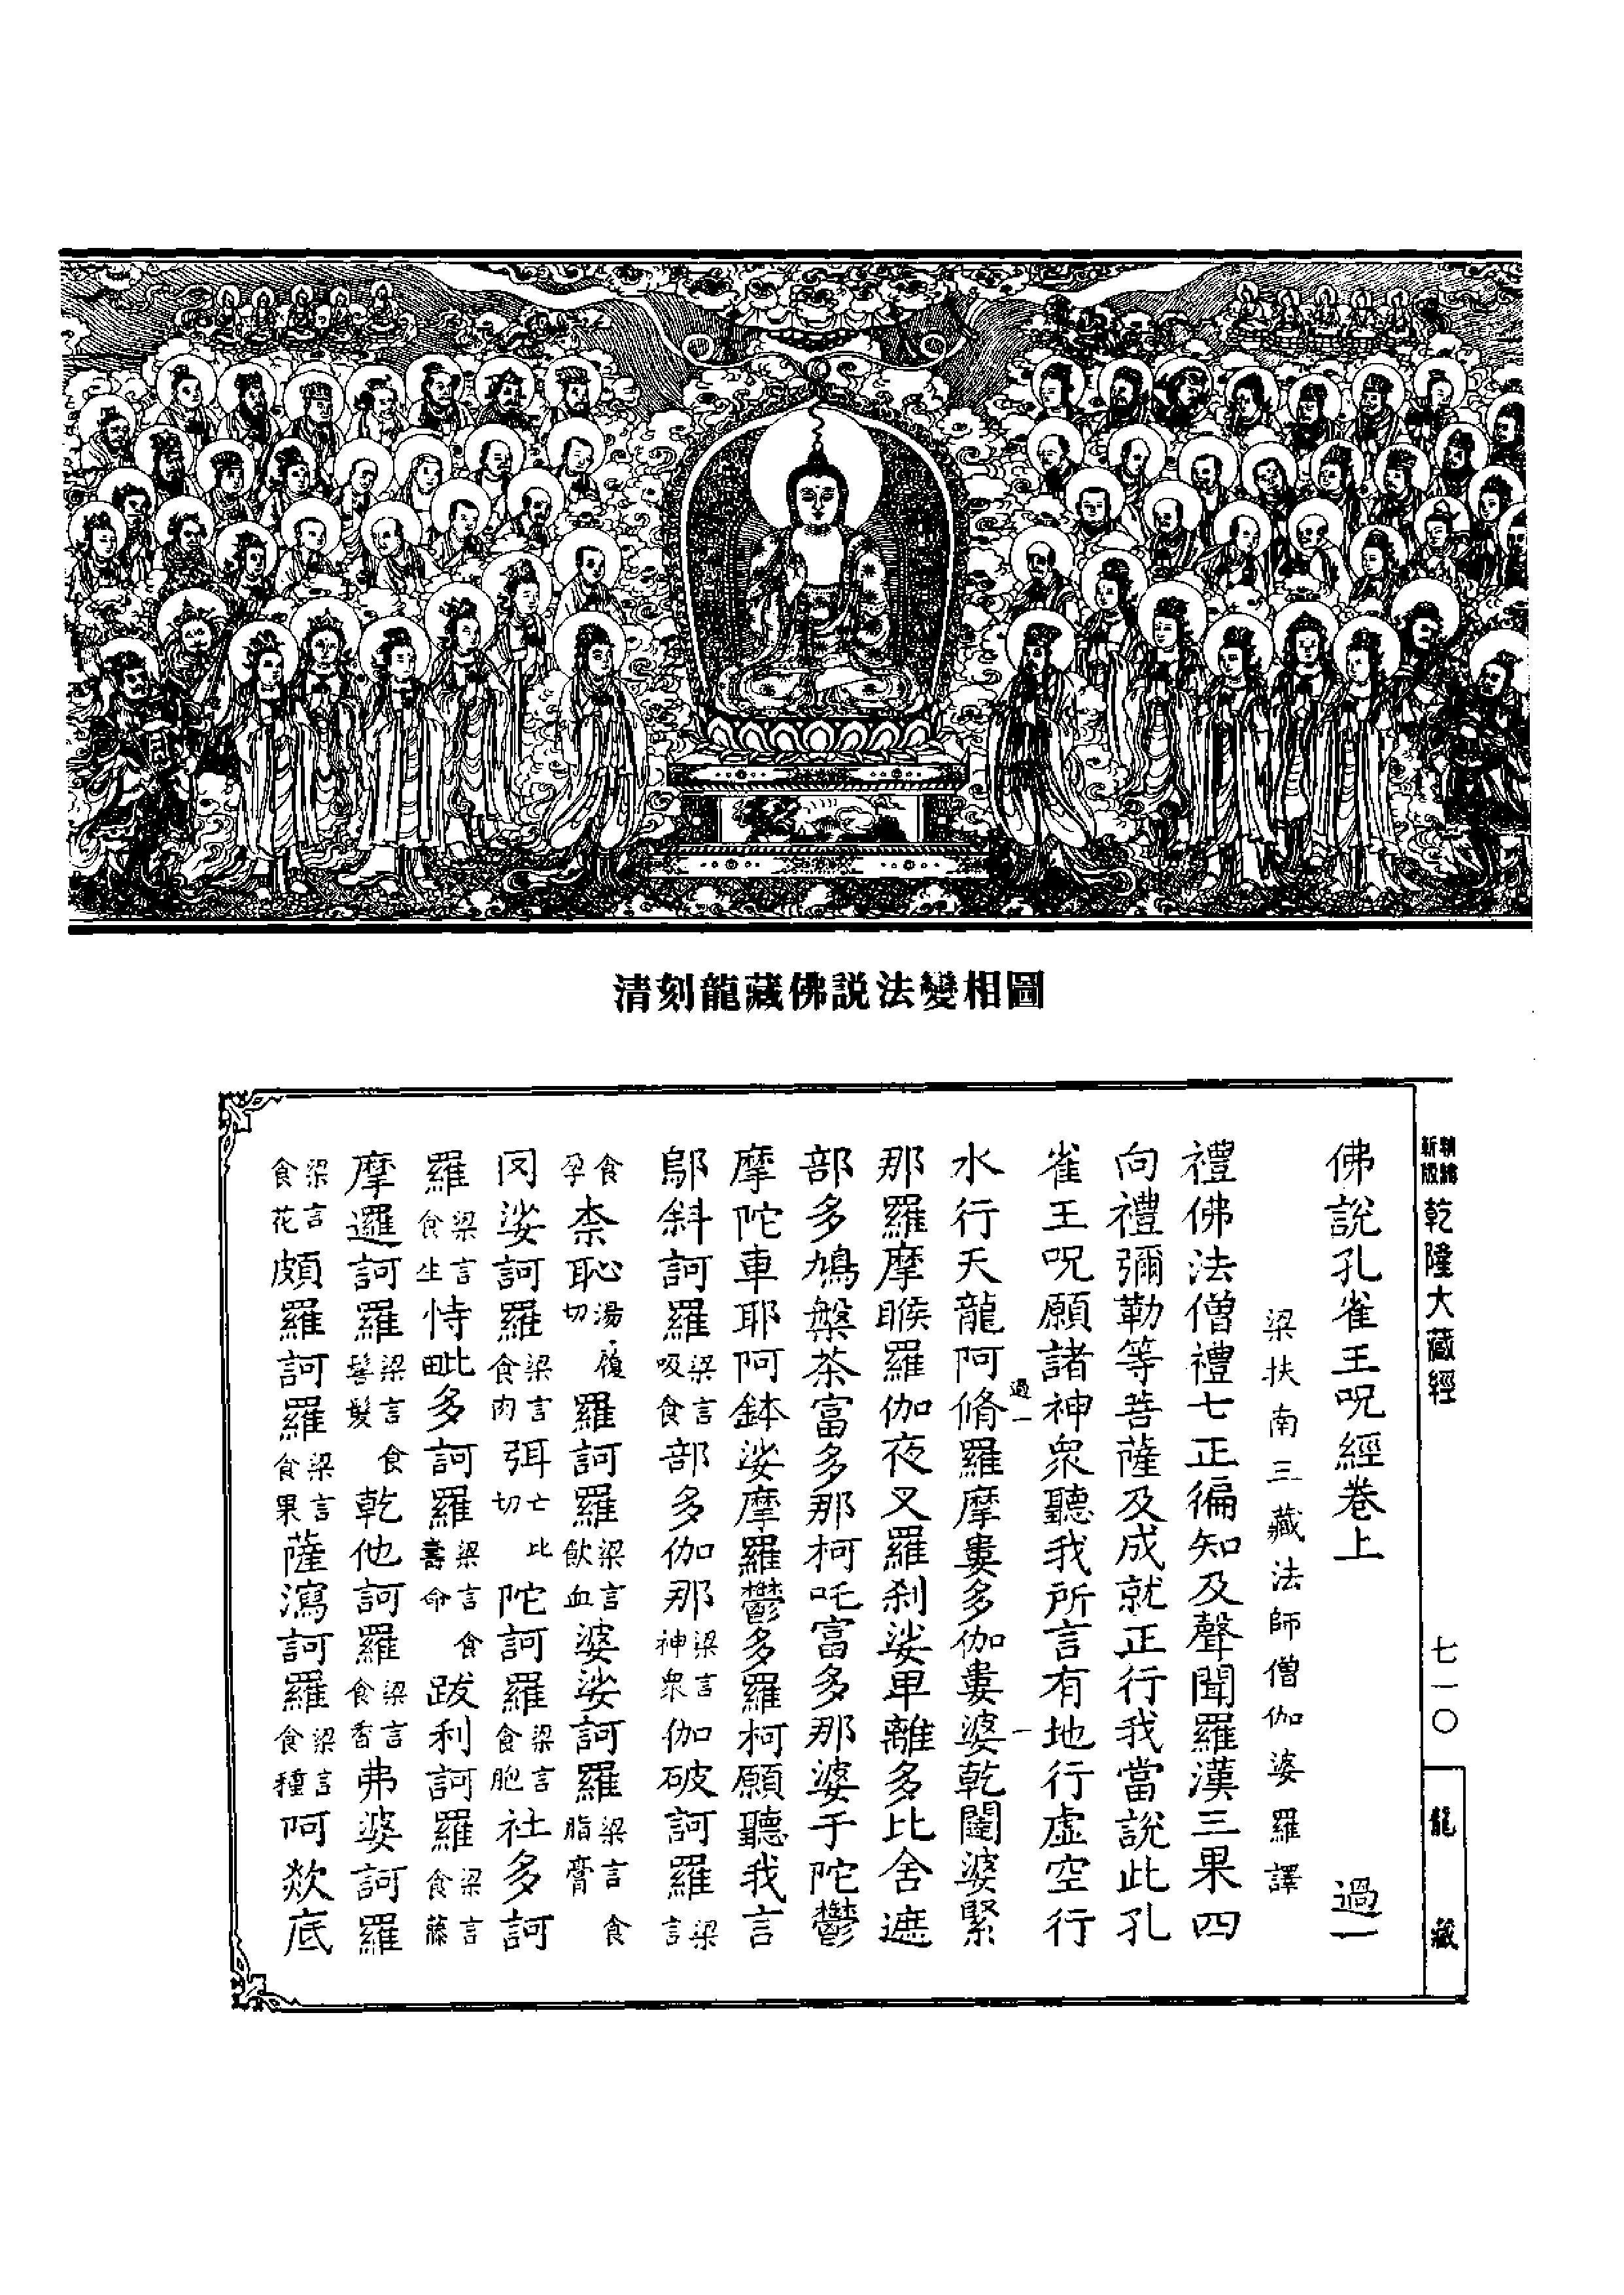 清刻龍藏佛説法變相圖
新版
乾隆大藏經
七一〇
龍藏
佛說孔雀王呪經卷上 過一
梁扶南三藏法師僧伽婆羅譯
禮佛法僧禮七正徧知及聲聞羅漢三果四
向禮彌勒等菩薩及成就正行我當說此孔
雀王呪願諸神衆聽我所言有地行虛空行
過一 一
水行天龍阿脩羅摩婁多伽婁婆乾闥婆緊
那羅摩睺羅伽夜叉羅刹娑畢離多比舍遮
部多鳩槃茶富多那柯吒富多那婆于陀鬱
摩陀車耶阿鉢娑摩羅鬱多羅柯願聽我言
鄔斜訶羅梁言吸食部多伽那梁言神衆伽破訶羅梁言
食孕柰耻湯履切羅訶羅梁言飲血婆娑訶羅梁言食脂膏
罔娑訶羅梁言食肉弭亡比切陀訶羅梁言食胞社多訶
羅梁言食生恃毗多訶羅梁言食壽命跋利訶羅梁言食藤
摩邏訶羅梁言食髻髮乾他訶羅梁言食香弗婆訶羅
梁言食花頗羅訶羅梁言食果薩瀉訶羅梁言食種阿欻底